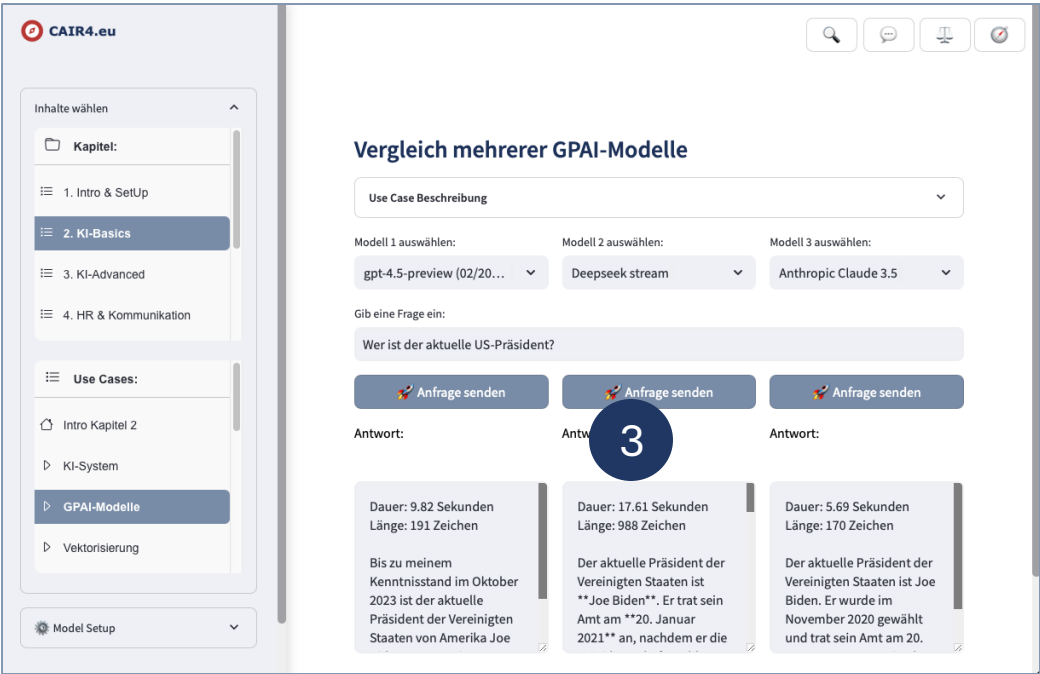 CAIR4.eu
Inhalte wählen
Kapitel:
1. Intro & SetUp
2. KI-Basics
3. KI-Advanced
4. HR & Kommunikation
Use Cases:
Intro Kapitel 2
KI-System
GPAI-Modelle
Vektorisierung
Model Setup
Vergleich mehrerer GPAI-Modelle
Use Case Beschreibung
Modell 1 auswählen:
gpt-4.5-preview (02/20...
Modell 2 auswählen:
Deepseek stream
Modell 3 auswählen:
Anthropic Claude 3.5
Gib eine Frage ein:
Wer ist der aktuelle US-Präsident?
Anfrage senden
Anfrage senden
Anfrage senden
Antwort:
Antw
3
Antwort:
Dauer: 9.82 Sekunden
Länge: 191 Zeichen
Bis zu meinem
Kenntnisstand im Oktober
2023 ist der aktuelle
Präsident der Vereinigten
Staaten von Amerika Joe
Dauer: 17.61 Sekunden
Länge: 988 Zeichen
Der aktuelle Präsident der
Vereinigten Staaten ist
**Joe Biden**. Er trat sein
Amt am **20. Januar
2021** an, nachdem er die
Dauer: 5.69 Sekunden
Länge: 170 Zeichen
Der aktuelle Präsident der
Vereinigten Staaten ist Joe
Biden. Er wurde im
November 2020 gewählt
und trat sein Amt am 20.